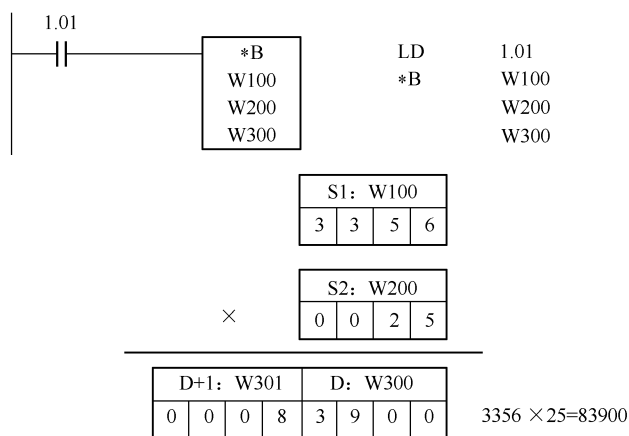 1.01
*B LD 1.01
W100 *B W100
W200 W200
W300 W300
S1：W100
3 3 5 6
S2：W200
× 0 0 2 5
D+1：W301 D：W300
0 0 0 8 3 9 0 0 3356 ×25=83900